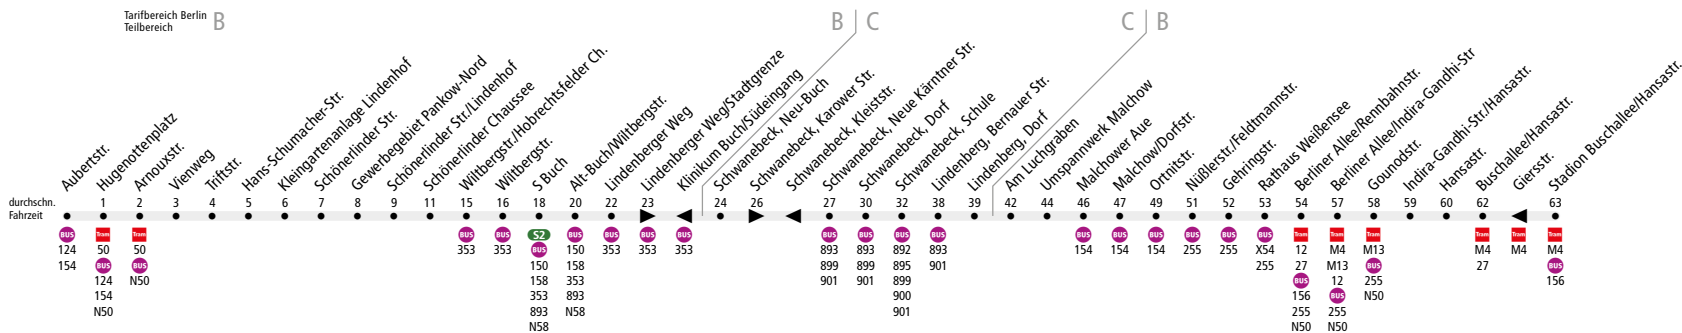 Tarifbereich Berlin
Teilbereich
B
B C
C B
Aubertstr.
Hugenottenplatz
Arnouxstr.
Vienweg
Triftstr.
Hans-Schumacher-Str.
Kleingartenanlage Lindenhof
Schönerlinder Str.
Gewerbegebiet Pankow-Nord
Schönerlinder Str./Lindenhof
Schönerlinder Chaussee
Wiltbergstr/Hobrechtsfelder Ch.
Wiltbergstr.
S Buch
Alt-Buch/Wiltbergstr.
Lindenberger Weg
Lindenberger Weg/Stadtgrenze
Klinikum Buch/Südeingang
Schwanebeck, Neu-Buch
Schwanebeck, Karower Str.
Schwanebeck, Kleiststr.
Schwanebeck, Neue Kärntner Str.
Schwanebeck, Dorf
Schwanebeck, Schule
Lindenberg, Bernauer Str.
Lindenberg, Dorf
Am Luchgraben
Umspannwerk Malchow
Malchower Aue
Malchow/Dorfstr.
Ortnitstr.
Nüßlerstr./Feldtmannstr.
Gehringstr.
Rathaus Weißensee
Berliner Allee/Rennbahnstr.
Berliner Allee/Indira-Gandhi-Str
Gounodstr.
Indira-Gandhi-Str./Hansastr.
Hansastr.
Buschallee/Hansastr.
Giersstr.
Stadion Buschallee/Hansastr.
durchschn.
Fahrzeit
1 2 3 4 5 6 7 8 9 11 15 16 18 20 22 23 24 26 27 30 32 38 39 42 44 46 47 49 51 52 53 54 57 58 59 60 62 63
BUS
124
154
Tram
50
BUS
124
154
N50
Tram
50
BUS
N50
BUS
353
BUS
353
S2
BUS
150
158
353
893
N58
BUS
150
158
353
893
N58
BUS
353
BUS
353
BUS
353
BUS
893
899
901
BUS
893
899
901
BUS
892
895
899
900
901
BUS
893
901
BUS
154
BUS
154
BUS
154
BUS
255
BUS
255
BUS
X54
255
Tram
12
27
BUS
156
255
N50
Tram
M4
M13
12
BUS
255
N50
Tram
M13
BUS
255
N50
Tram
M4
27
Tram
M4
Tram
M4
BUS
156